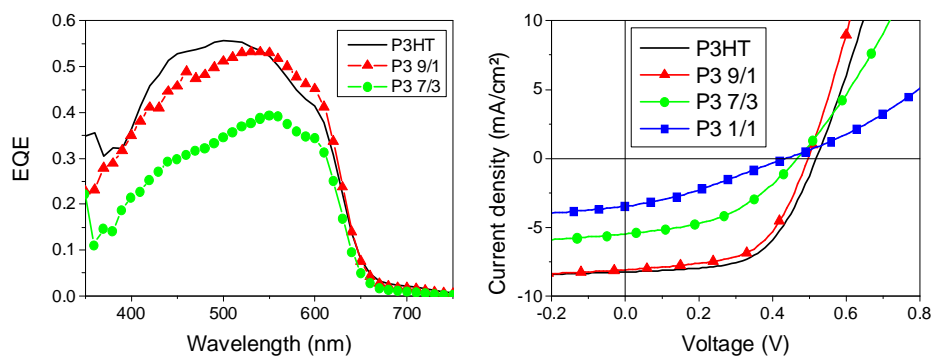 0.6
0.5
0.4
0.3
0.2
0.1
0.0
EQE
400
500
600
700
Wavelength (nm)
P3HT
P3 9/1
P3 7/3
10
5
0
-5
-10
Current density (mA/cm²)
-0.2
0.0
0.2
0.4
0.6
0.8
Voltage (V)
P3HT
P3 9/1
P3 7/3
P3 1/1